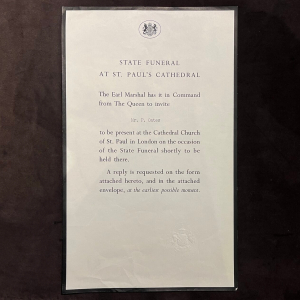 STATE FUNERAL
AT ST. PAUL'S CATHEDRAL
The Earl Marshal has it in Command
from The Queen to invite
to be present at the Cathedral Church
of St. Paul in London on the occasion
of the State Funeral shortly to be
held there.
A reply is requested on the form
attached hereto, and in the attached
envelope, at the earliest possible moment.